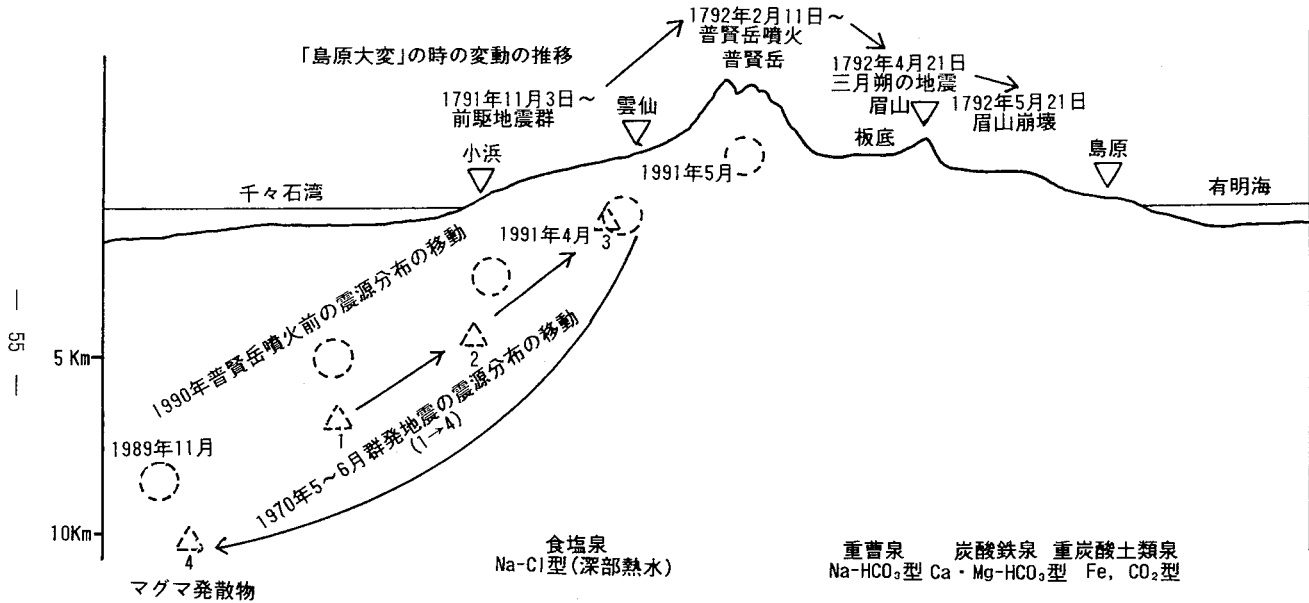 1792年2月11日～
普賢岳噴火
普賢岳
「島原大変」の時の変動の推移
1792年4月21日
三月朔の地震
眉山
1791年11月3日～
前駆地震群
雲仙
1792年5月21日
眉山崩壊
小浜
板底
島原
1991年5月
千々石湾
有明海
1991年4月
3
1990年普賢岳噴火前の震源分布の移動
— 55 —
5 Km
2
1
1970年5～6月群発地震の震源分布の移動
(1→4)
1989年11月
10Km
4
マグマ発散物
食塩泉
Na-Cl型(深部熱水)
重曹泉 炭酸鉄泉 重炭酸土類泉
Na-HCO₃型 Ca・Mg-HCO₃型 Fe, CO₂型